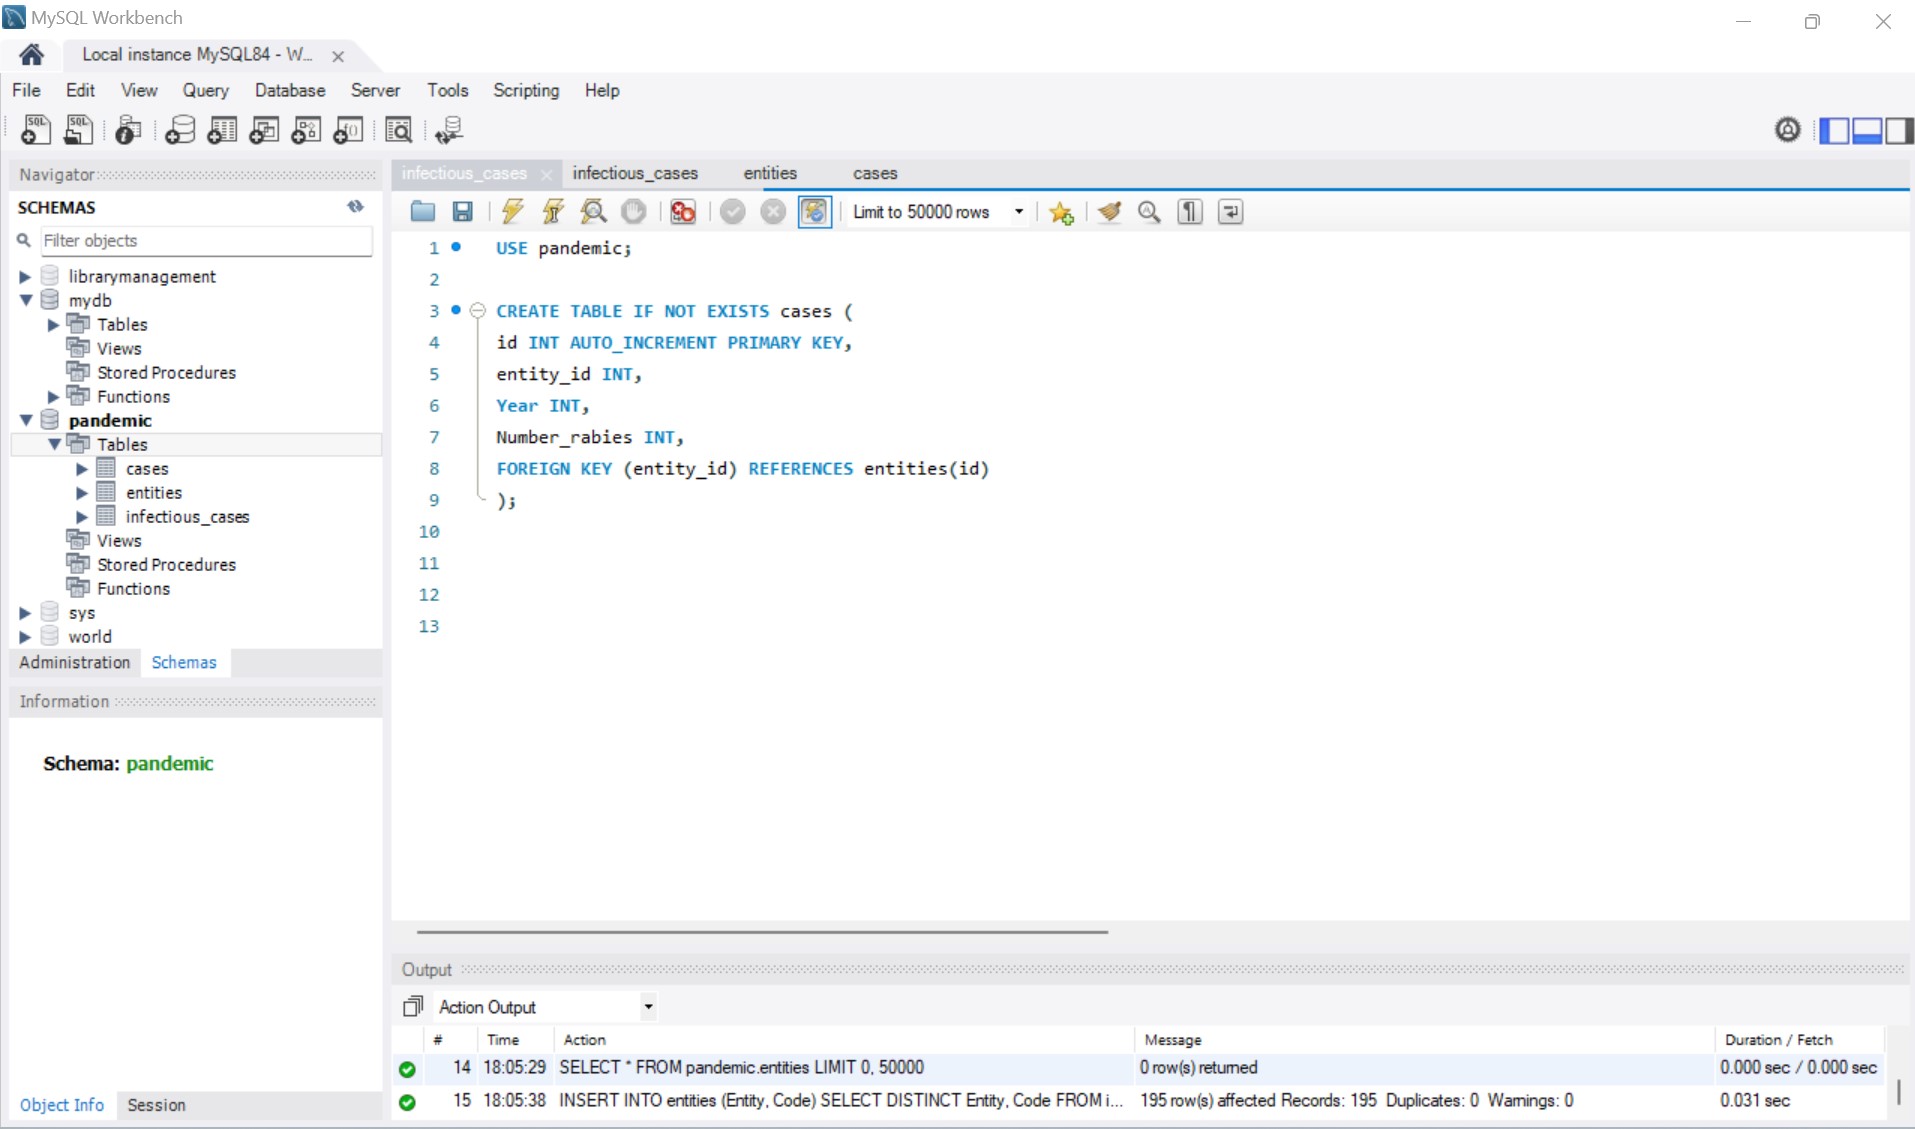 MySQL Workbench
Local instance MySQL84 - W...
File Edit View Query Database Server Tools Scripting Help
Navigator
SCHEMAS
Filter objects
librarymanagement
mydb
Tables
Views
Stored Procedures
Functions
pandemic
Tables
cases
entities
infectious_cases
Views
Stored Procedures
Functions
sys
world
Administration Schemas
Information
Schema: pandemic
Object Info Session
infectious_cases infectious_cases entities cases
Limit to 50000 rows
1 USE pandemic;
2
3 CREATE TABLE IF NOT EXISTS cases (
4 id INT AUTO_INCREMENT PRIMARY KEY,
5 entity_id INT,
6 Year INT,
7 Number_rabies INT,
8 FOREIGN KEY (entity_id) REFERENCES entities(id)
9 );
10
11
12
13
Output
Action Output
# Time Action Message Duration / Fetch
14 18:05:29 SELECT * FROM pandemic.entities LIMIT 0, 50000 0 row(s) returned 0.000 sec / 0.000 sec
15 18:05:38 INSERT INTO entities (Entity, Code) SELECT DISTINCT Entity, Code FROM i... 195 row(s) affected Records: 195 Duplicates: 0 Warnings: 0 0.031 sec